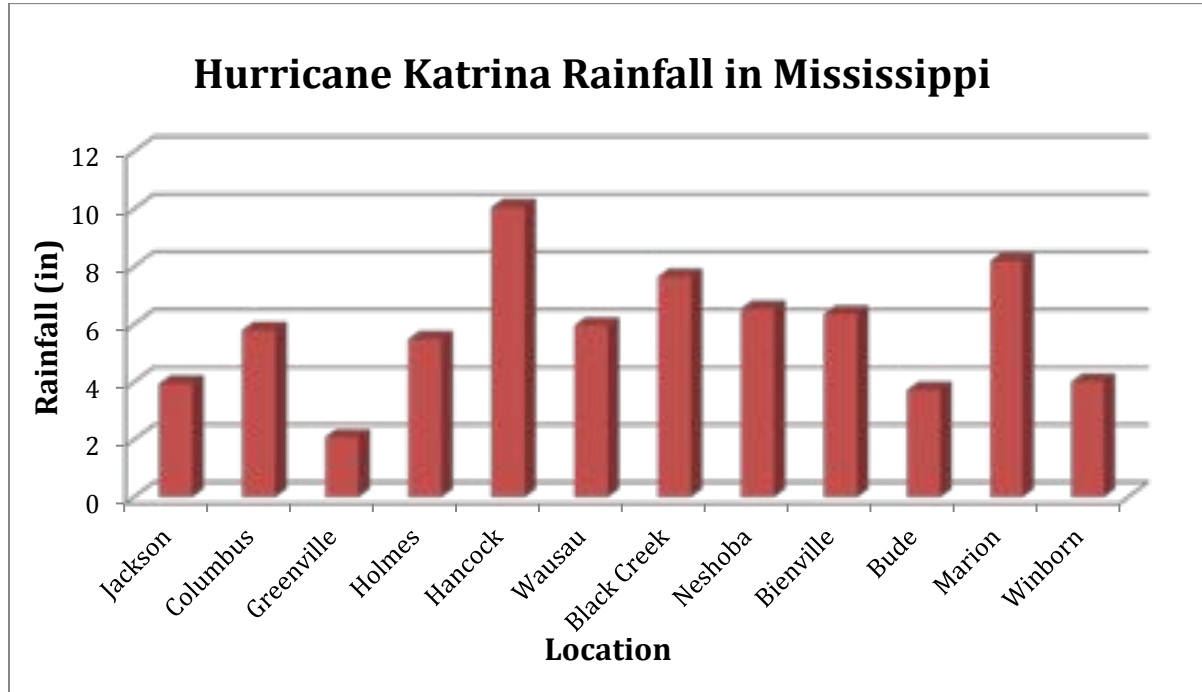 Hurricane Katrina Rainfall in Mississippi
Rainfall (in)
12
10
8
6
4
2
0
Jackson
Columbus
Greenville
Holmes
Hancock
Wausau
Black Creek
Neshoba
Bienville
Bude
Marion
Winborn
Location